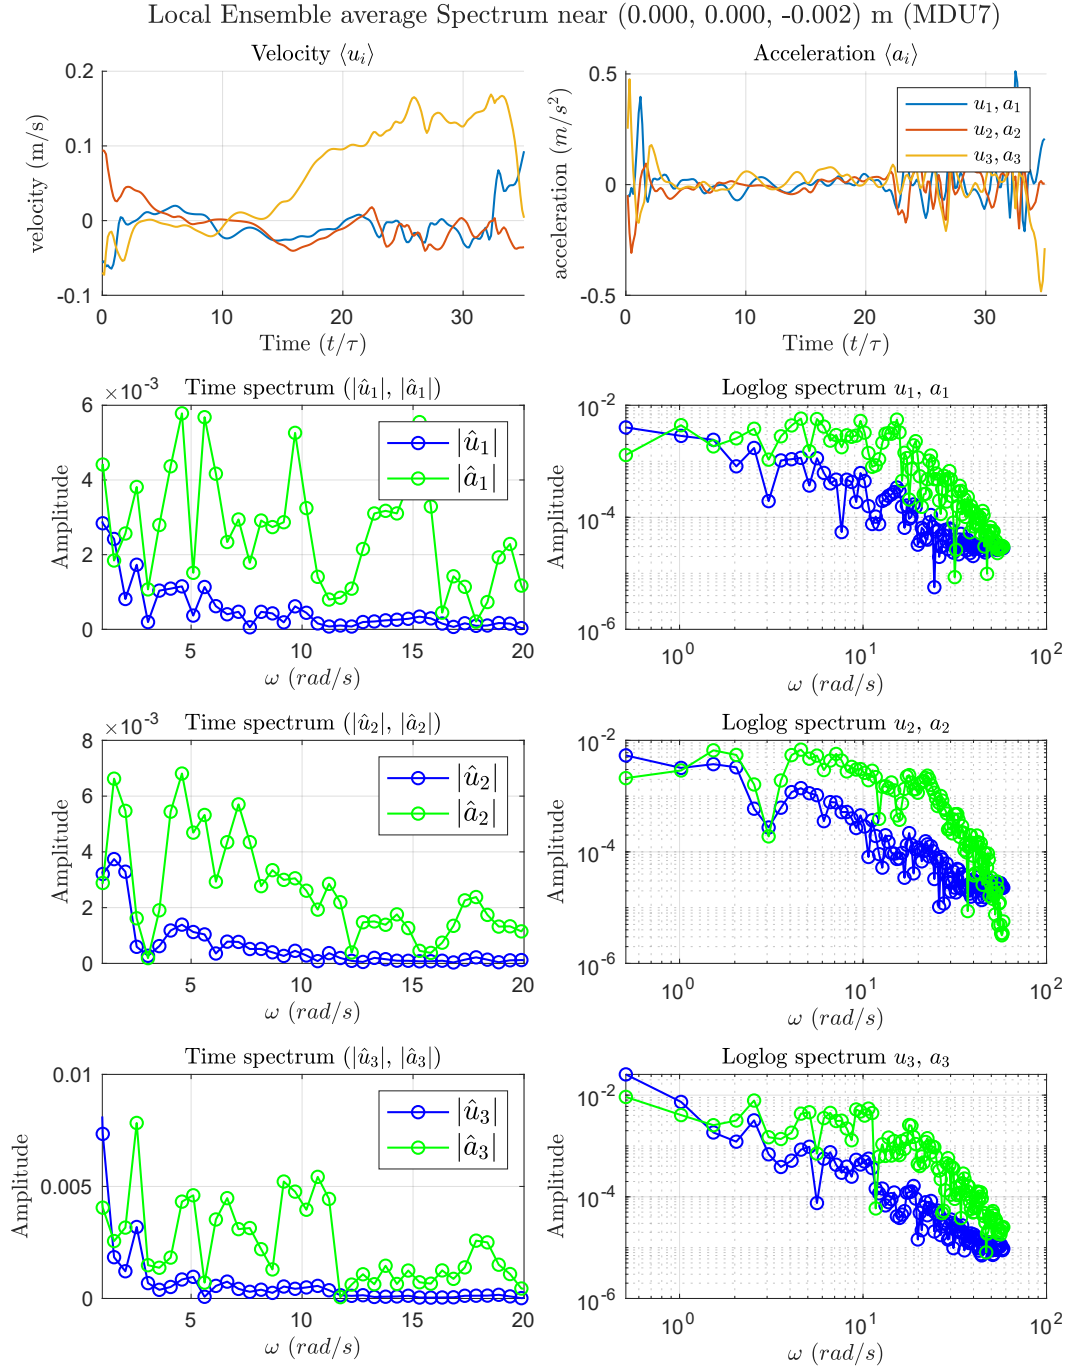 Local Ensemble average Spectrum near (0.000, 0.000, -0.002) m (MDU7)
Velocity ⟨u_i⟩
velocity (m/s)
0.2
0.1
0
-0.1
0 10 20 30
Time (t/τ)
Acceleration ⟨a_i⟩
acceleration (m/s²)
0.5
0
-0.5
u₁, a₁
u₂, a₂
u₃, a₃
0 10 20 30
Time (t/τ)
Time spectrum (|û₁|, |â₁|)
×10⁻³
Amplitude
6
4
2
0
|û₁|
|â₁|
5 10 15 20
ω (rad/s)
Loglog spectrum u₁, a₁
Amplitude
10⁻²
10⁻⁴
10⁻⁶
10⁰ 10¹ 10²
ω (rad/s)
Time spectrum (|û₂|, |â₂|)
×10⁻³
Amplitude
8
6
4
2
0
|û₂|
|â₂|
5 10 15 20
ω (rad/s)
Loglog spectrum u₂, a₂
Amplitude
10⁻²
10⁻⁴
10⁻⁶
10⁰ 10¹ 10²
ω (rad/s)
Time spectrum (|û₃|, |â₃|)
Amplitude
0.01
0.005
0
|û₃|
|â₃|
5 10 15 20
ω (rad/s)
Loglog spectrum u₃, a₃
Amplitude
10⁻²
10⁻⁴
10⁻⁶
10⁰ 10¹ 10²
ω (rad/s)